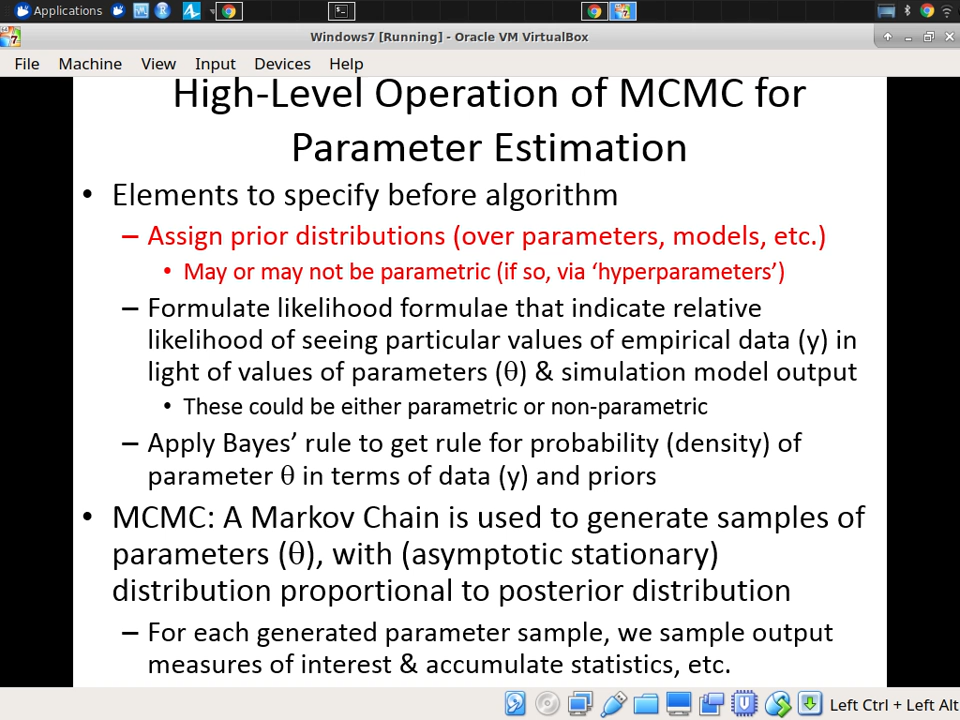 Applications
Windows7 [Running] - Oracle VM VirtualBox
File Machine View Input Devices Help
High-Level Operation of MCMC for
Parameter Estimation
• Elements to specify before algorithm
– Assign prior distributions (over parameters, models, etc.)
• May or may not be parametric (if so, via ‘hyperparameters’)
– Formulate likelihood formulae that indicate relative
likelihood of seeing particular values of empirical data (y) in
light of values of parameters (θ) & simulation model output
• These could be either parametric or non-parametric
– Apply Bayes’ rule to get rule for probability (density) of
parameter θ in terms of data (y) and priors
• MCMC: A Markov Chain is used to generate samples of
parameters (θ), with (asymptotic stationary)
distribution proportional to posterior distribution
– For each generated parameter sample, we sample output
measures of interest & accumulate statistics, etc.
Left Ctrl + Left Alt